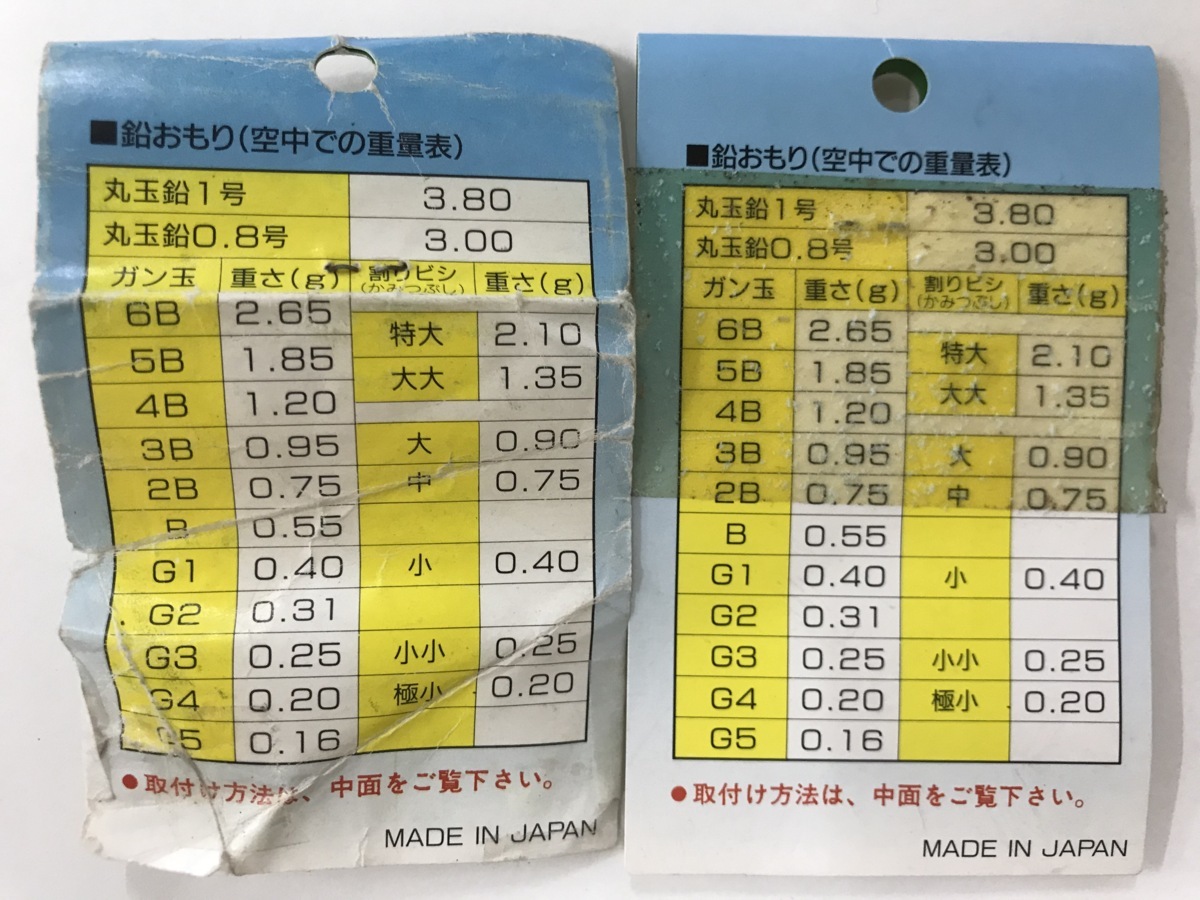 ■鉛おもり(空中での重量表)
丸玉鉛1号 3.80
丸玉鉛0.8号 3.00
ガン玉 重さ(g) 割りビシ(かみつぶし) 重さ(g)
6B 2.65
特大 2.10
5B 1.85
大大 1.35
4B 1.20
3B 0.95 大 0.90
2B 0.75 中 0.75
B 0.55
G1 0.40 小 0.40
G2 0.31
G3 0.25 小小 0.25
G4 0.20 極小 0.20
G5 0.16
●取付け方法は、中面をご覧下さい。
MADE IN JAPAN
■鉛おもり(空中での重量表)
丸玉鉛1号 3.80
丸玉鉛0.8号 3.00
ガン玉 重さ(g) 割りビシ(かみつぶし) 重さ(g)
6B 2.65
特大 2.10
5B 1.85
大大 1.35
4B 1.20
3B 0.95 大 0.90
2B 0.75 中 0.75
B 0.55
G1 0.40 小 0.40
G2 0.31
G3 0.25 小小 0.25
G4 0.20 極小 0.20
G5 0.16
●取付け方法は、中面をご覧下さい。
MADE IN JAPAN